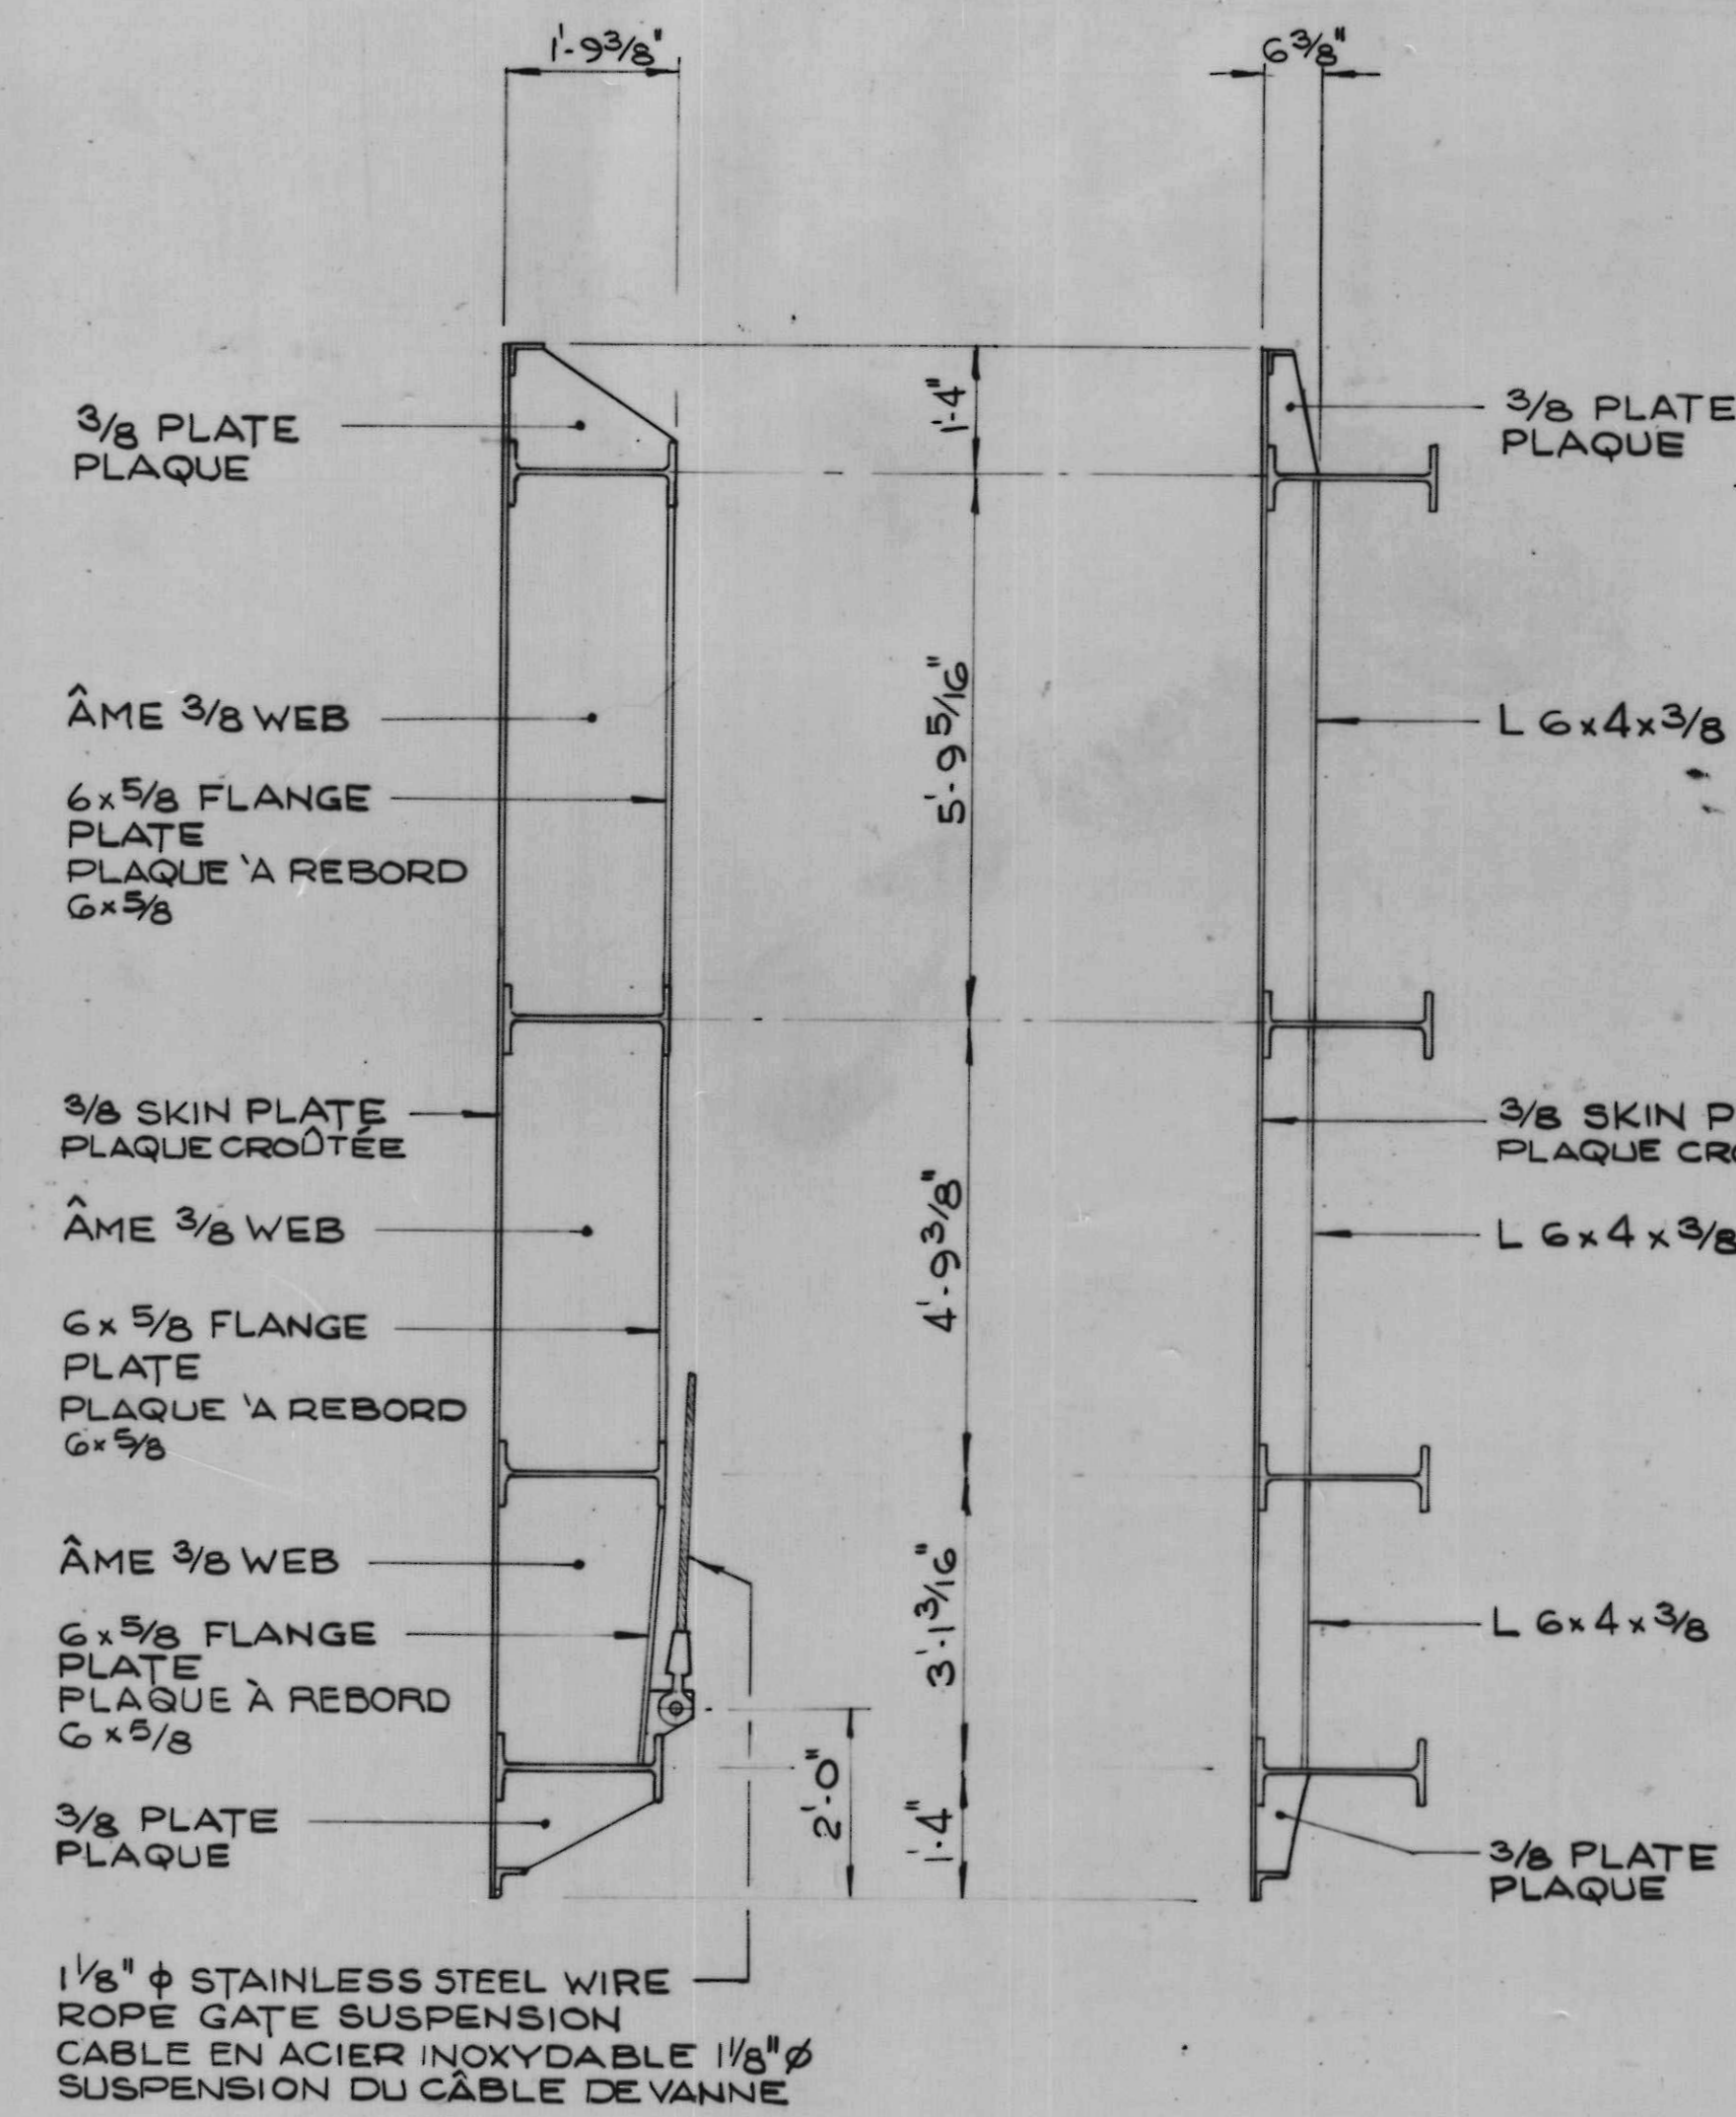 1'-9 3/8"
6 3/8"
3/8 PLATE
PLAQUE
ÂME 3/8 WEB
6x5/8 FLANGE
PLATE
PLAQUE 'A REBORD
6x5/8
3/8 SKIN PLATE
PLAQUE CROÛTÉE
ÂME 3/8 WEB
6x 5/8 FLANGE
PLATE
PLAQUE 'A REBORD
6x5/8
ÂME 3/8 WEB
6x5/8 FLANGE
PLATE
PLAQUE À REBORD
6x5/8
3/8 PLATE
PLAQUE
1 1/8" φ STAINLESS STEEL WIRE
ROPE GATE SUSPENSION
CABLE EN ACIER INOXYDABLE 1 1/8" φ
SUSPENSION DU CÂBLE DE VANNE
1'-4"
5'-9 5/16"
4'-9 3/8"
3'-1 3/16"
2'-0"
1'-4"
3/8 PLATE
PLAQUE
L 6x4x3/8
3/8 SKIN P
PLAQUE CR
L 6x4x3/8
L 6x4x3/8
3/8 PLATE
PLAQUE